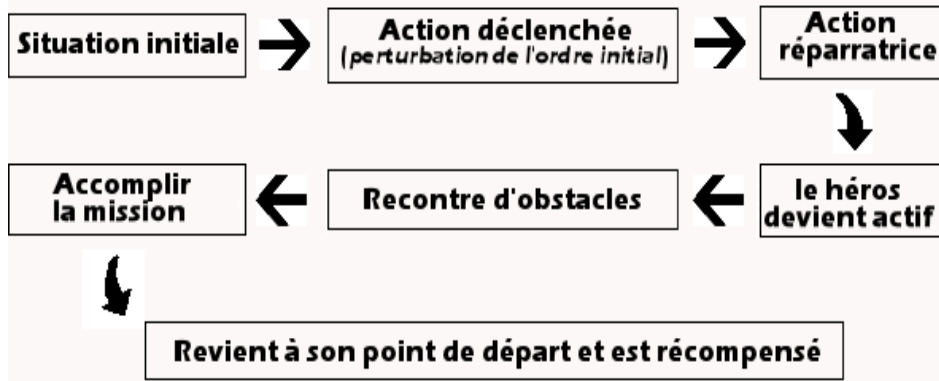 Situation initiale
Action déclenchée
(perturbation de l'ordre initial)
Action
réparratrice
le héros
devient actif
Recontre d'obstacles
Accomplir
la mission
Revient à son point de départ et est récompensé